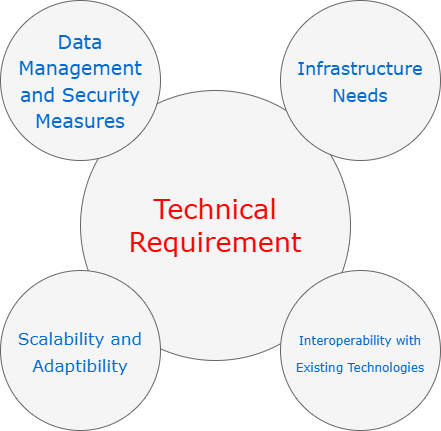 Data
Management
and Security
Measures
Infrastructure
Needs
Technical
Requirement
Scalability and
Adaptibility
Interoperability with
Existing Technologies